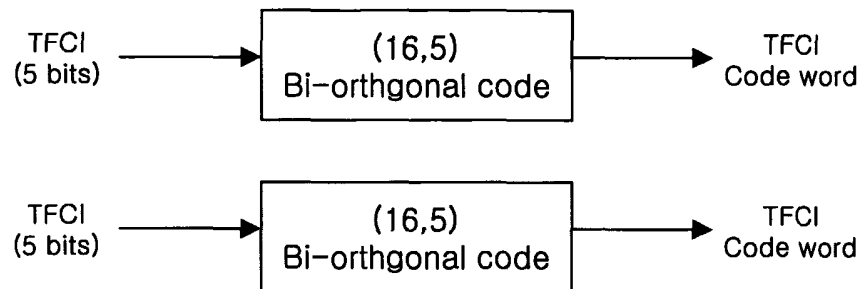 TFCI
(5 bits)
(16,5)
Bi-orthgonal code
TFCI
Code word
TFCI
(5 bits)
(16,5)
Bi-orthgonal code
TFCI
Code word